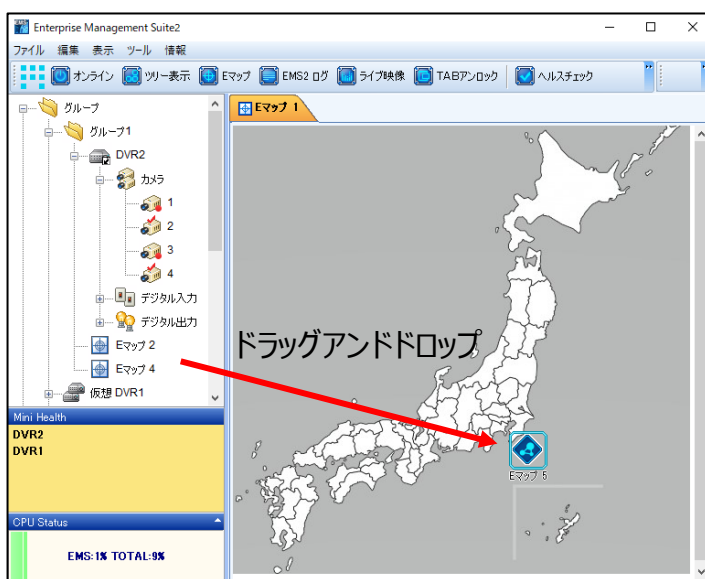 Enterprise Management Suite2
ファイル 編集 表示 ツール 情報
オンライン ツリー表示 Eマップ EMS2 ログ ライブ映像 TABアンロック ヘルスチェック
グループ
Eマップ 1
グループ1
DVR2
カメラ
1
2
3
4
デジタル入力
デジタル出力
Eマップ 2
Eマップ 4
仮想 DVR1
ドラッグアンドドロップ
Eマップ 5
Mini Health
DVR2
DVR1
CPU Status
EMS:1% TOTAL:9%